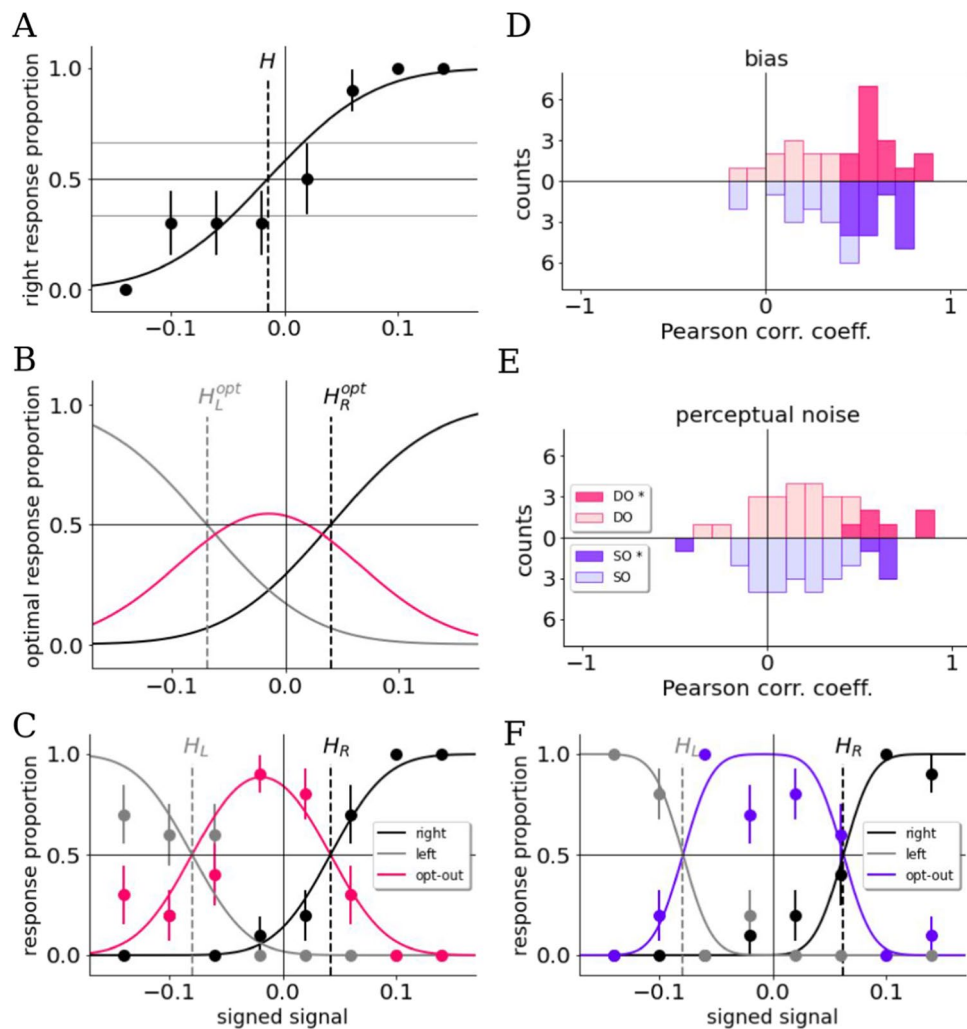 A
right response proportion
1.0
0.5
0.0
H
−0.1
0.0
0.1
B
optimal response proportion
1.0
0.5
0.0
H_L^{opt}
H_R^{opt}
−0.1
0.0
0.1
C
response proportion
1.0
0.5
0.0
H_L
H_R
right
left
opt-out
−0.1
0.0
0.1
signed signal
D
bias
counts
6
3
0
3
6
−1
0
1
Pearson corr. coeff.
E
perceptual noise
counts
6
3
0
3
6
DO *
DO
SO *
SO
−1
0
1
Pearson corr. coeff.
F
response proportion
1.0
0.5
0.0
H_L
H_R
right
left
opt-out
−0.1
0.0
0.1
signed signal